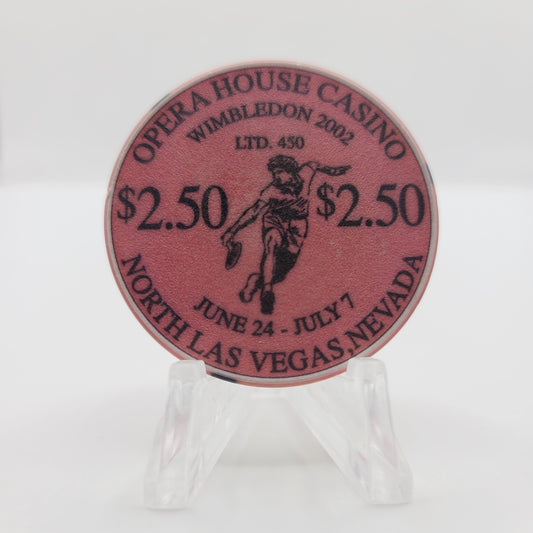 OPERA HOUSE CASINO
WIMBLEDON 2002
LTD. 450
$2.50 $2.50
JUNE 24 - JULY 7
NORTH LAS VEGAS, NEVADA